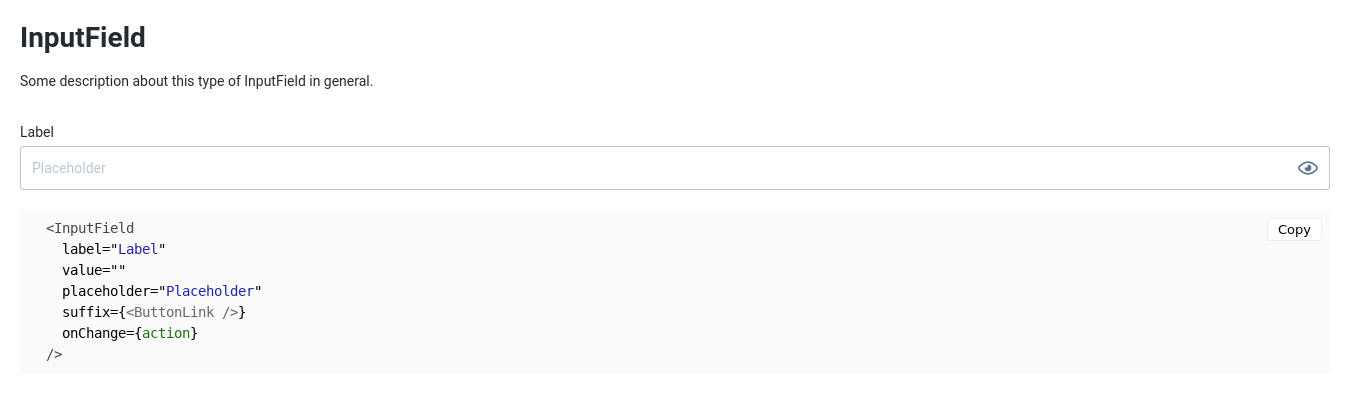 InputField
Some description about this type of InputField in general.
Label
Placeholder
<InputField
Copy
label="Label"
value=""
placeholder="Placeholder"
suffix={<ButtonLink />}
onChange={action}
/>